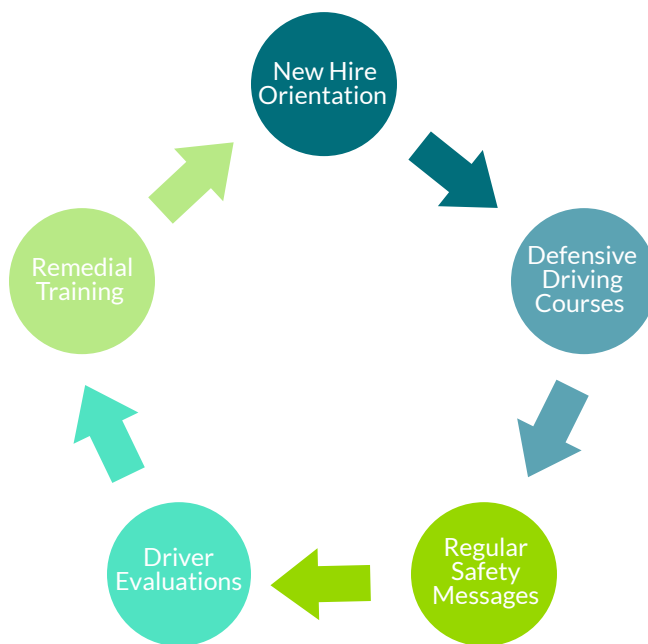 New Hire
Orientation
Defensive
Driving
Courses
Regular
Safety
Messages
Driver
Evaluations
Remedial
Training